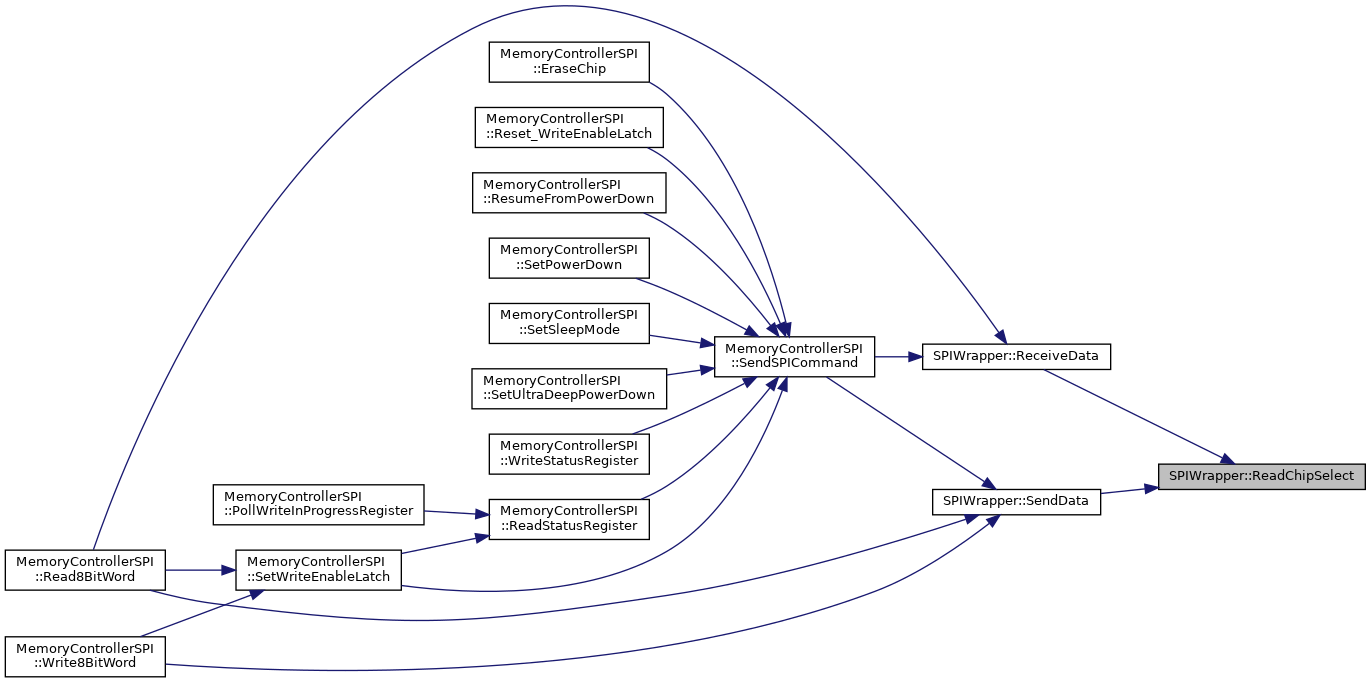 MemoryControllerSPI
::EraseChip
MemoryControllerSPI
::Reset_WriteEnableLatch
MemoryControllerSPI
::ResumeFromPowerDown
MemoryControllerSPI
::SetPowerDown
MemoryControllerSPI
::SetSleepMode
MemoryControllerSPI
::SendSPICommand
SPIWrapper::ReceiveData
MemoryControllerSPI
::SetUltraDeepPowerDown
MemoryControllerSPI
::WriteStatusRegister
SPIWrapper::ReadChipSelect
MemoryControllerSPI
::PollWriteInProgressRegister
MemoryControllerSPI
::ReadStatusRegister
SPIWrapper::SendData
MemoryControllerSPI
::Read8BitWord
MemoryControllerSPI
::SetWriteEnableLatch
MemoryControllerSPI
::Write8BitWord